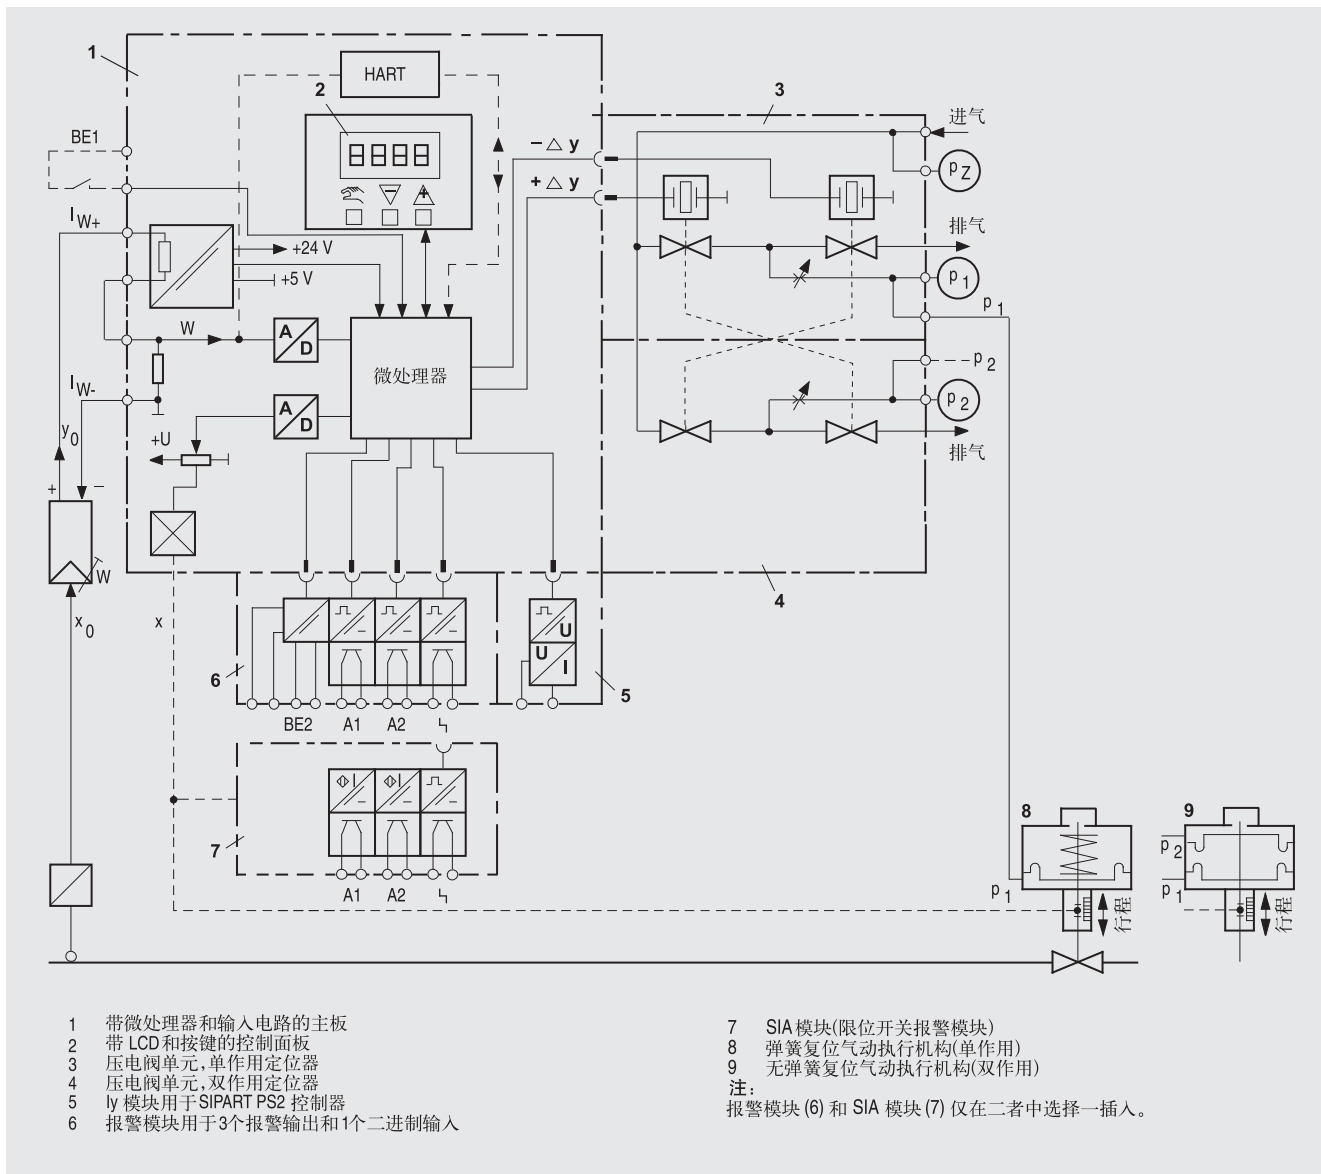 1
HART
2
3
进气
BE1
− △ y
p Z
+ △ y
I W+
排气
+24 V
+5 V
p 1
p 1
W
A
D
微处理器
p 2
I W-
A
D
p 2
y 0
+U
排气
+
−
W
4
x 0
x
U
U
I
6
5
BE2
A1
A2
I
I
8
9
7
p 2
A1
A2
p 1
p 1
行程
行程
1 带微处理器和输入电路的主板
2 带 LCD和按键的控制面板
3 压电阀单元,单作用定位器
4 压电阀单元,双作用定位器
5 Iy 模块用于SIPART PS2 控制器
6 报警模块用于3个报警输出和1个二进制输入
7 SIA模块(限位开关报警模块)
8 弹簧复位气动执行机构(单作用)
9 无弹簧复位气动执行机构(双作用)
注:
报警模块 (6) 和 SIA 模块 (7) 仅在二者中选择一插入。